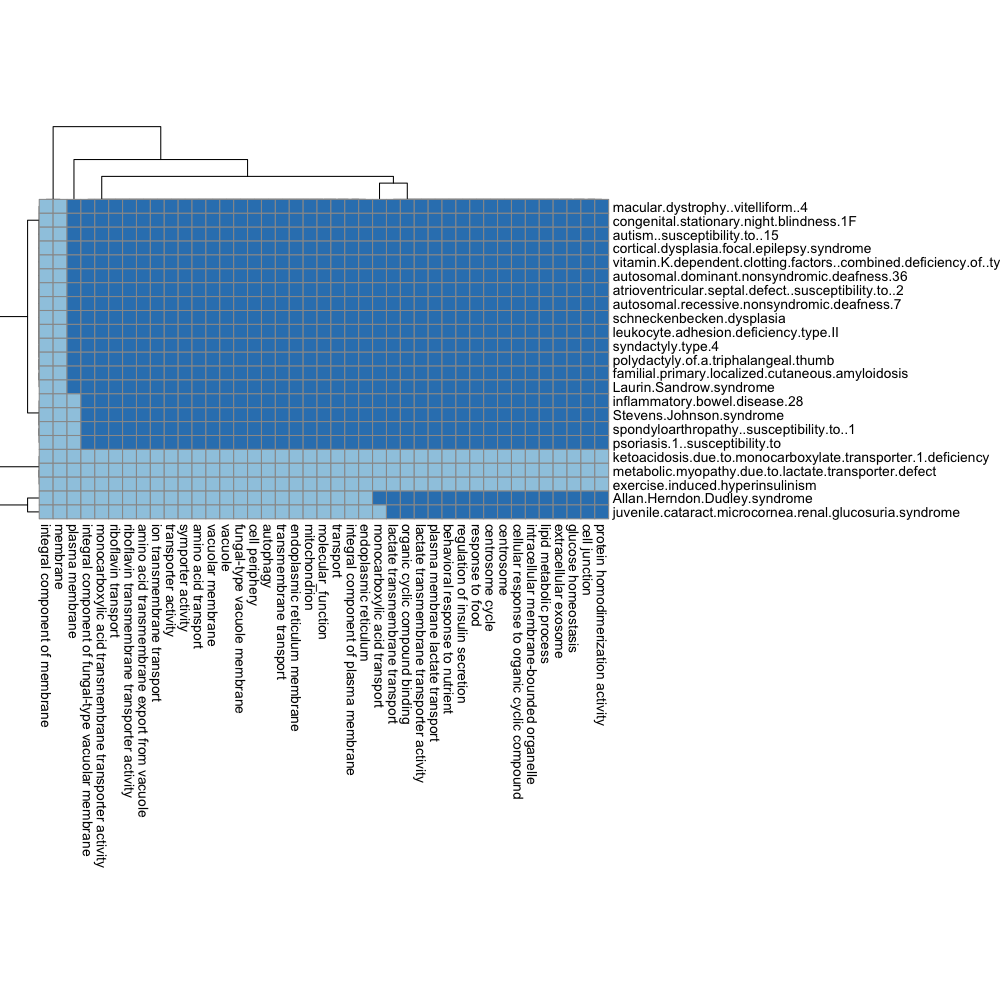 macular.dystrophy..vitelliform..4
congenital.stationary.night.blindness.1F
autism..susceptibility.to..15
cortical.dysplasia.focal.epilepsy.syndrome
vitamin.K.dependent.clotting.factors..combined.deficiency.of..ty
autosomal.dominant.nonsyndromic.deafness.36
atrioventricular.septal.defect..susceptibility.to..2
autosomal.recessive.nonsyndromic.deafness.7
schneckenbecken.dysplasia
leukocyte.adhesion.deficiency.type.II
syndactyly.type.4
polydactyly.of.a.triphalangeal.thumb
familial.primary.localized.cutaneous.amyloidosis
Laurin.Sandrow.syndrome
inflammatory.bowel.disease.28
Stevens.Johnson.syndrome
spondyloarthropathy..susceptibility.to..1
psoriasis.1..susceptibility.to
ketoacidosis.due.to.monocarboxylate.transporter.1.deficiency
metabolic.myopathy.due.to.lactate.transporter.defect
exercise.induced.hyperinsulinism
Allan.Herndon.Dudley.syndrome
juvenile.cataract.microcornea.renal.glucosuria.syndrome
integral component of membrane
membrane
plasma membrane
integral component of fungal-type vacuolar membrane
monocarboxylic acid transmembrane transporter activity
riboflavin transport
riboflavin transmembrane transporter activity
amino acid transmembrane export from vacuole
ion transmembrane transport
transporter activity
symporter activity
amino acid transport
vacuolar membrane
vacuole
fungal-type vacuole membrane
cell periphery
autophagy
transmembrane transport
endoplasmic reticulum membrane
mitochondrion
molecular_function
transport
integral component of plasma membrane
endoplasmic reticulum
monocarboxylic acid transport
lactate transmembrane transport
organic cyclic compound binding
lactate transmembrane transporter activity
plasma membrane lactate transport
behavioral response to nutrient
regulation of insulin secretion
response to food
centrosome cycle
centrosome
cellular response to organic cyclic compound
intracellular membrane-bounded organelle
lipid metabolic process
extracellular exosome
glucose homeostasis
cell junction
protein homodimerization activity